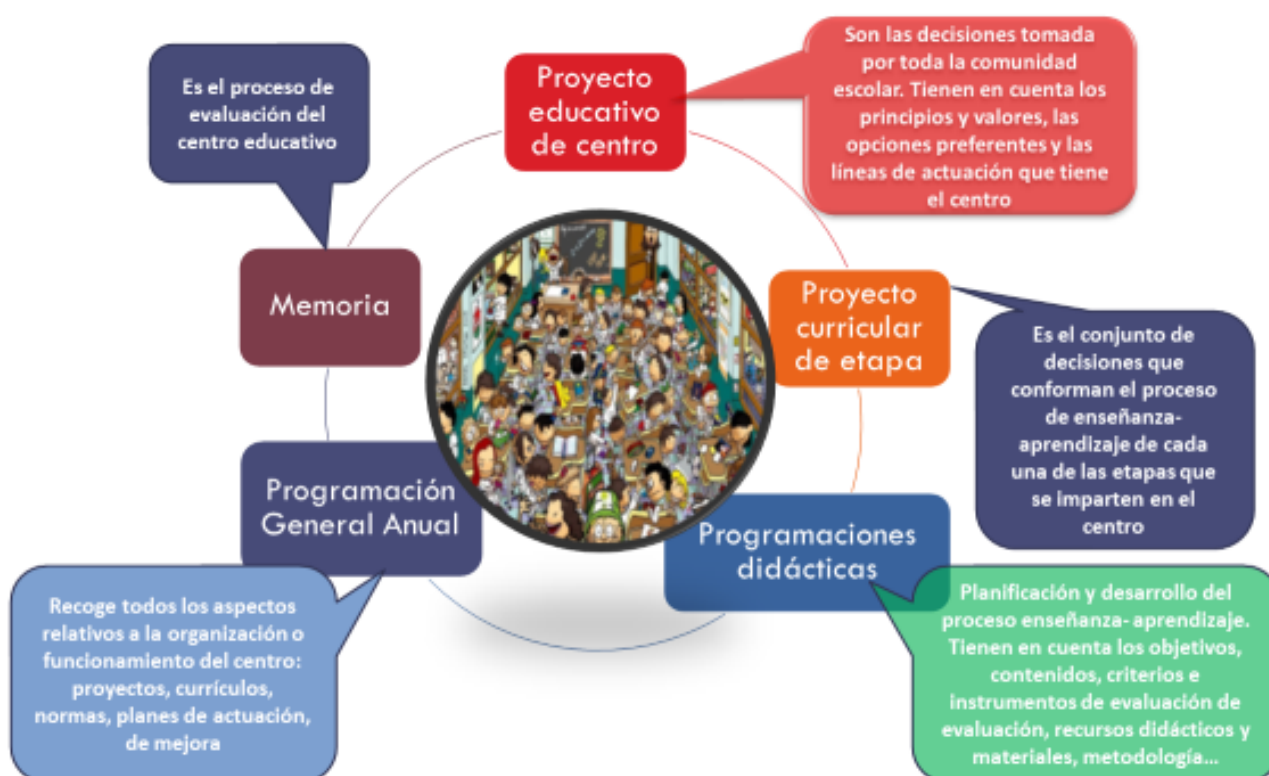 Proyecto
educativo
de centro
Son las decisiones tomada
por toda la comunidad
escolar. Tienen en cuenta los
principios y valores, las
opciones preferentes y las
líneas de actuación que tiene
el centro
Proyecto
curricular
de etapa
Es el conjunto de
decisiones que
conforman el proceso
de enseñanza-
aprendizaje de cada
una de las etapas que
se imparten en el
centro
Programaciones
didácticas
Planificación y desarrollo del
proceso enseñanza- aprendizaje.
Tienen en cuenta los objetivos,
contenidos, criterios e
instrumentos de evaluación de
evaluación, recursos didácticos y
materiales, metodología...
Programación
General Anual
Recoge todos los aspectos
relativos a la organización o
funcionamiento del centro:
proyectos, currículos,
normas, planes de actuación,
de mejora
Memoria
Es el proceso de
evaluación del
centro educativo